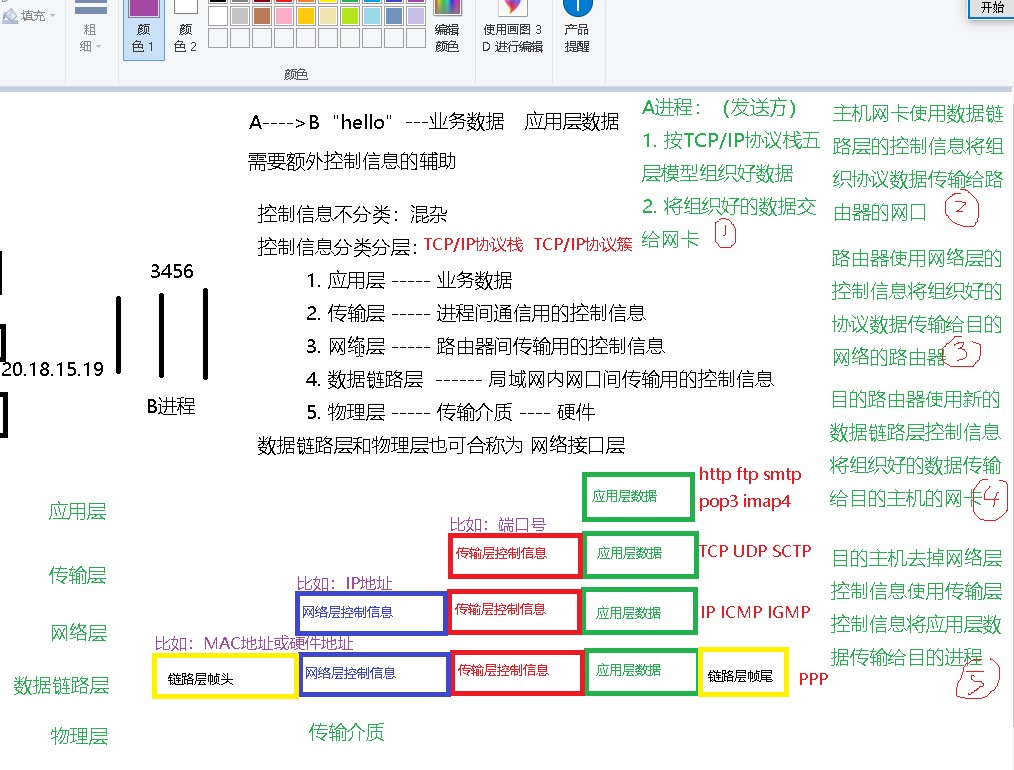 开始
填充
粗
细
颜
色 1
颜
色 2
编辑
颜色
使用画图 3
D 进行编辑
产品
提醒
颜色
A---->B “hello” ---业务数据 应用层数据
需要额外控制信息的辅助
控制信息不分类：混杂
控制信息分类分层：TCP/IP协议栈 TCP/IP协议簇
1. 应用层 ----- 业务数据
2. 传输层 ----- 进程间通信用的控制信息
3. 网络层 ----- 路由器间传输用的控制信息
4. 数据链路层 ------ 局域网内网口间传输用的控制信息
5. 物理层 ----- 传输介质 ---- 硬件
数据链路层和物理层也可合称为 网络接口层
3456
20.18.15.19
B进程
A进程：（发送方）
1. 按TCP/IP协议栈五
层模型组织好数据
2. 将组织好的数据交
给网卡 1
主机网卡使用数据链
路层的控制信息将组
织协议数据传输给路
由器的网口 2
路由器使用网络层的
控制信息将组织好的
协议数据传输给目的
网络的路由器 3
目的路由器使用新的
数据链路层控制信息
将组织好的数据传输
给目的主机的网卡 4
目的主机去掉网络层
控制信息使用传输层
控制信息将应用层数
据传输给目的进程 5
应用层
应用层数据
http ftp smtp
pop3 imap4
比如：端口号
传输层
传输层控制信息 应用层数据
TCP UDP SCTP
比如：IP地址
网络层
网络层控制信息 传输层控制信息 应用层数据
IP ICMP IGMP
比如：MAC地址或硬件地址
数据链路层
链路层帧头 网络层控制信息 传输层控制信息 应用层数据 链路层帧尾
PPP
物理层
传输介质